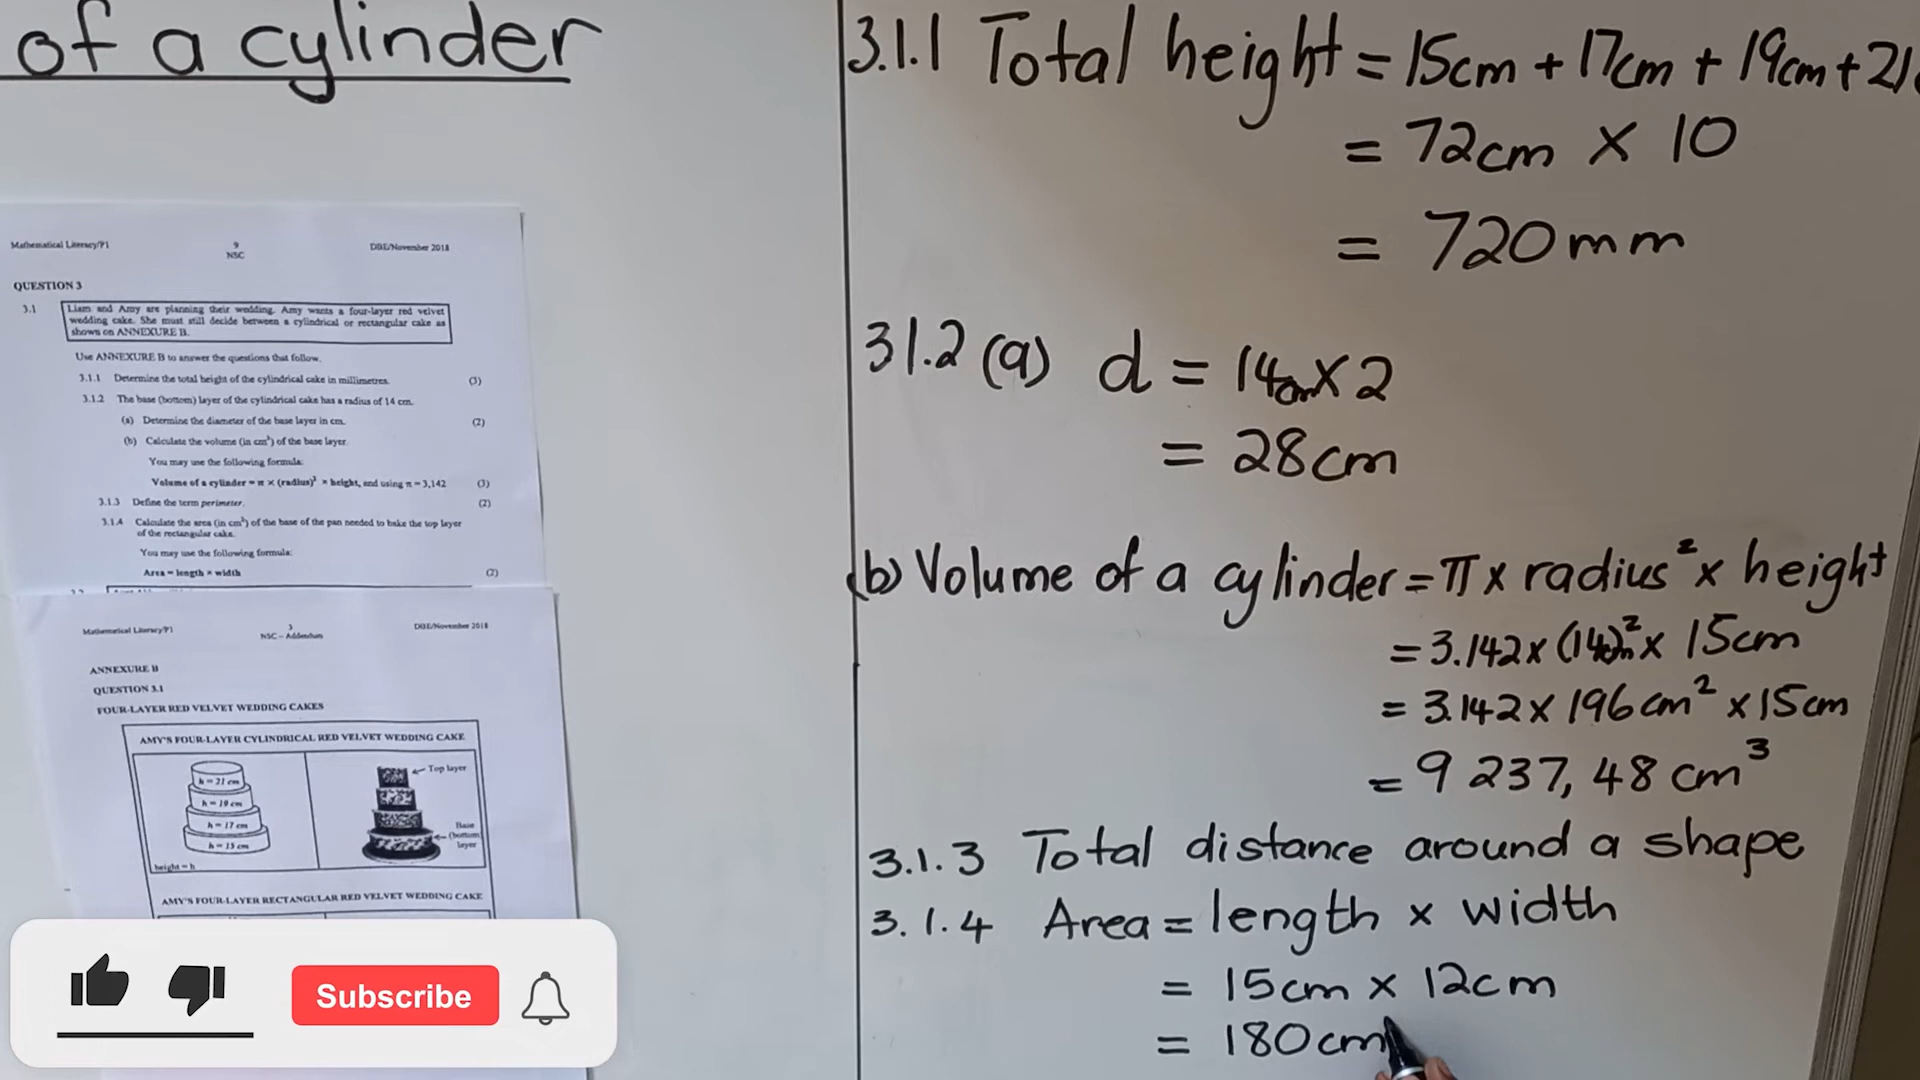 of a cylinder
Mathematical Literacy/P1
9
NSC
DBE/November 2018
QUESTION 3
3.1
Liam and Amy are planning their wedding. Amy wants a four-layer red velvet
wedding cake. She must still decide between a cylindrical or rectangular cake as
shown on ANNEXURE B.
Use ANNEXURE B to answer the questions that follow.
3.1.1 Determine the total height of the cylindrical cake in millimetres. (3)
3.1.2 The base (bottom) layer of the cylindrical cake has a radius of 14 cm.
(a) Determine the diameter of the base layer in cm. (2)
(b) Calculate the volume (in cm³) of the base layer.
You may use the following formula:
Volume of a cylinder = π × (radius)² × height, and using π = 3,142 (3)
3.1.3 Define the term perimeter. (2)
3.1.4 Calculate the area (in cm²) of the base of the pan needed to bake the top layer
of the rectangular cake.
You may use the following formula:
Area = length × width (2)
Mathematical Literacy/P1
3
NSC – Addendum
DBE/November 2018
ANNEXURE B
QUESTION 3.1
FOUR-LAYER RED VELVET WEDDING CAKES
AMY'S FOUR-LAYER CYLINDRICAL RED VELVET WEDDING CAKE
h = 21 cm
h = 19 cm
h = 17 cm
h = 15 cm
height = h
Top layer
Base
(bottom)
layer
AMY'S FOUR-LAYER RECTANGULAR RED VELVET WEDDING CAKE
Subscribe
3.1.1 Total height = 15cm + 17cm + 19cm + 21
= 72cm × 10
= 720mm
31.2 (a) d = 14cm × 2
= 28cm
(b) Volume of a cylinder = π × radius² × height
= 3.142 × (14cm)² × 15cm
= 3.142 × 196cm² × 15cm
= 9 237,48 cm³
3.1.3 Total distance around a shape
3.1.4 Area = length × width
= 15cm × 12cm
= 180cm